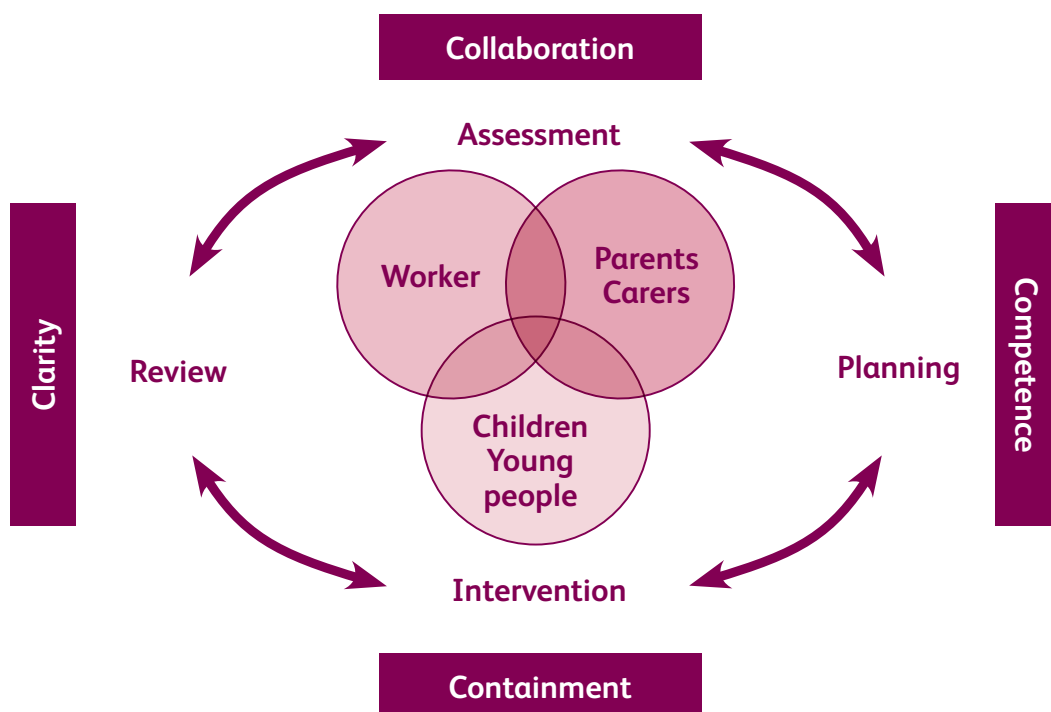 Collaboration
Assessment
Worker
Parents
Carers
Clarity
Competence
Review
Planning
Children
Young
people
Intervention
Containment